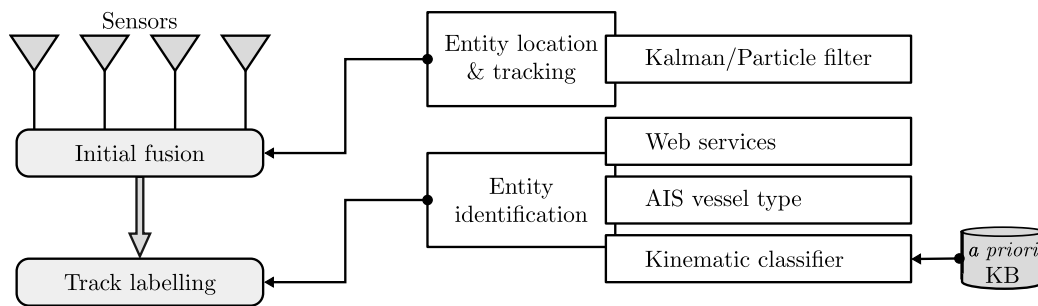 Sensors
Initial fusion
Track labelling
Entity location
& tracking
Kalman/Particle filter
Entity
identification
Web services
AIS vessel type
Kinematic classifier
a priori
KB